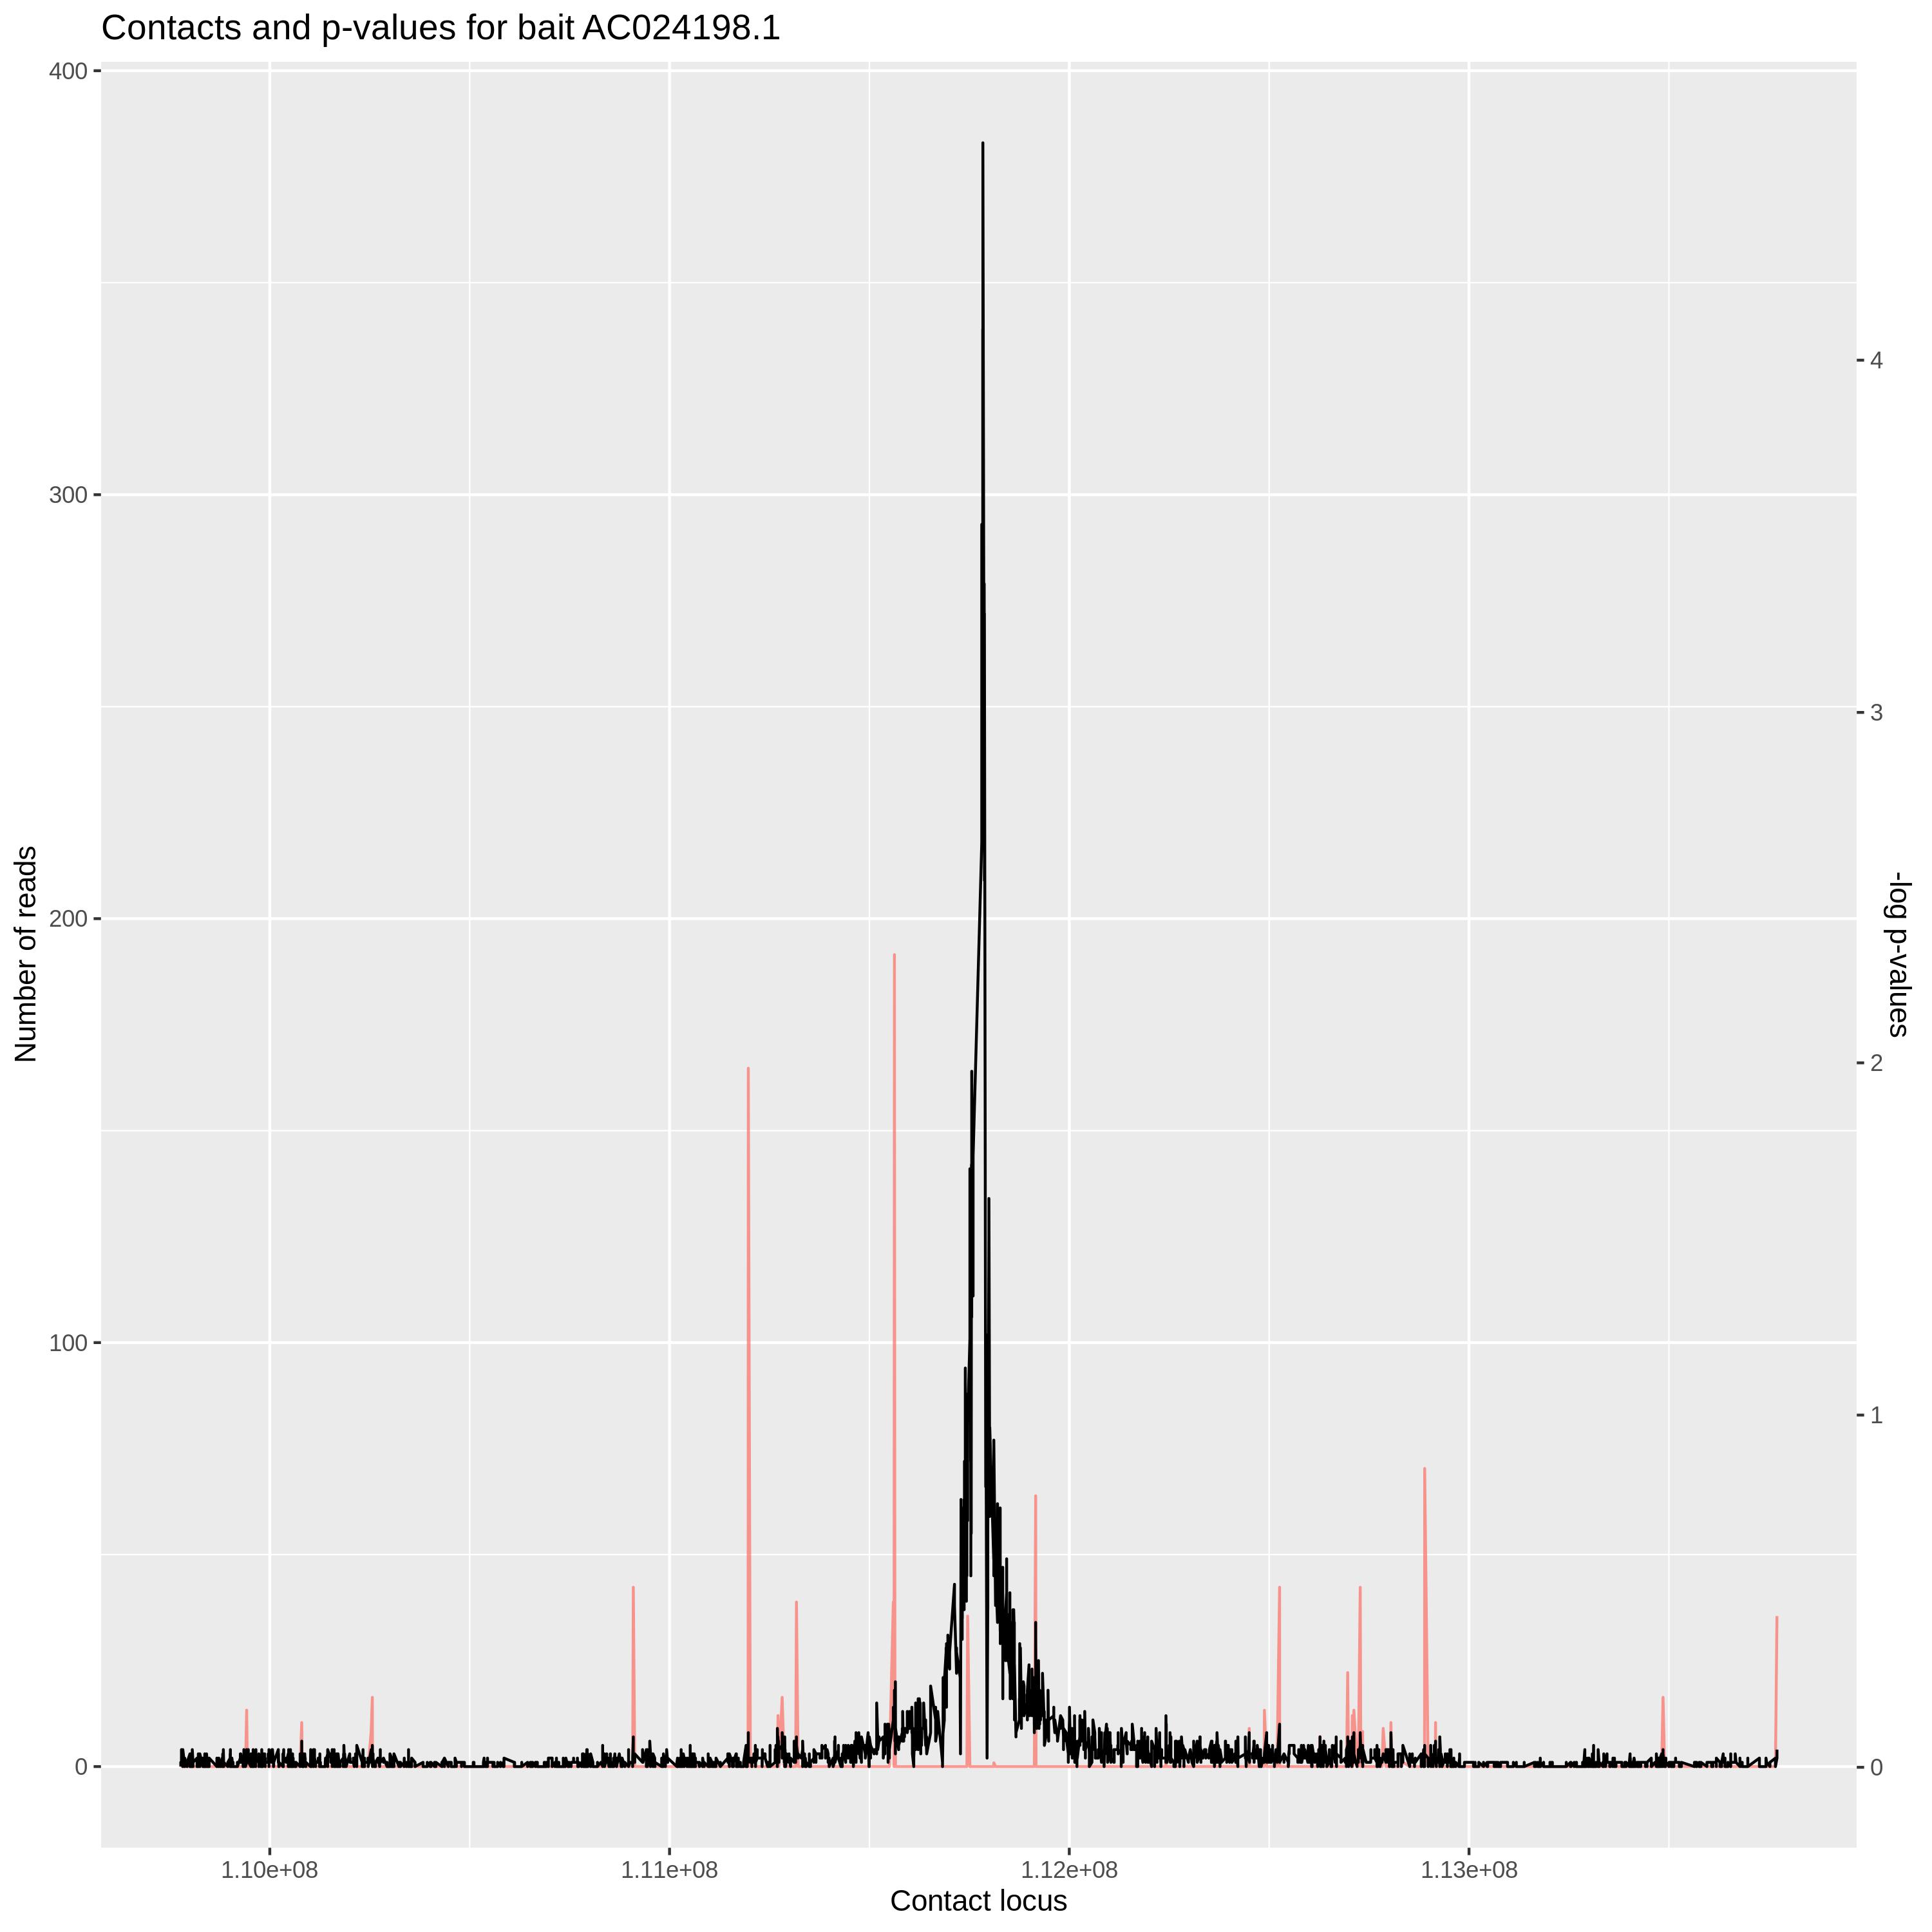 Contacts and p-values for bait AC024198.1
400
300
200
100
0
Number of reads
4
3
2
1
0
-log p-values
1.10e+08
1.11e+08
1.12e+08
1.13e+08
Contact locus